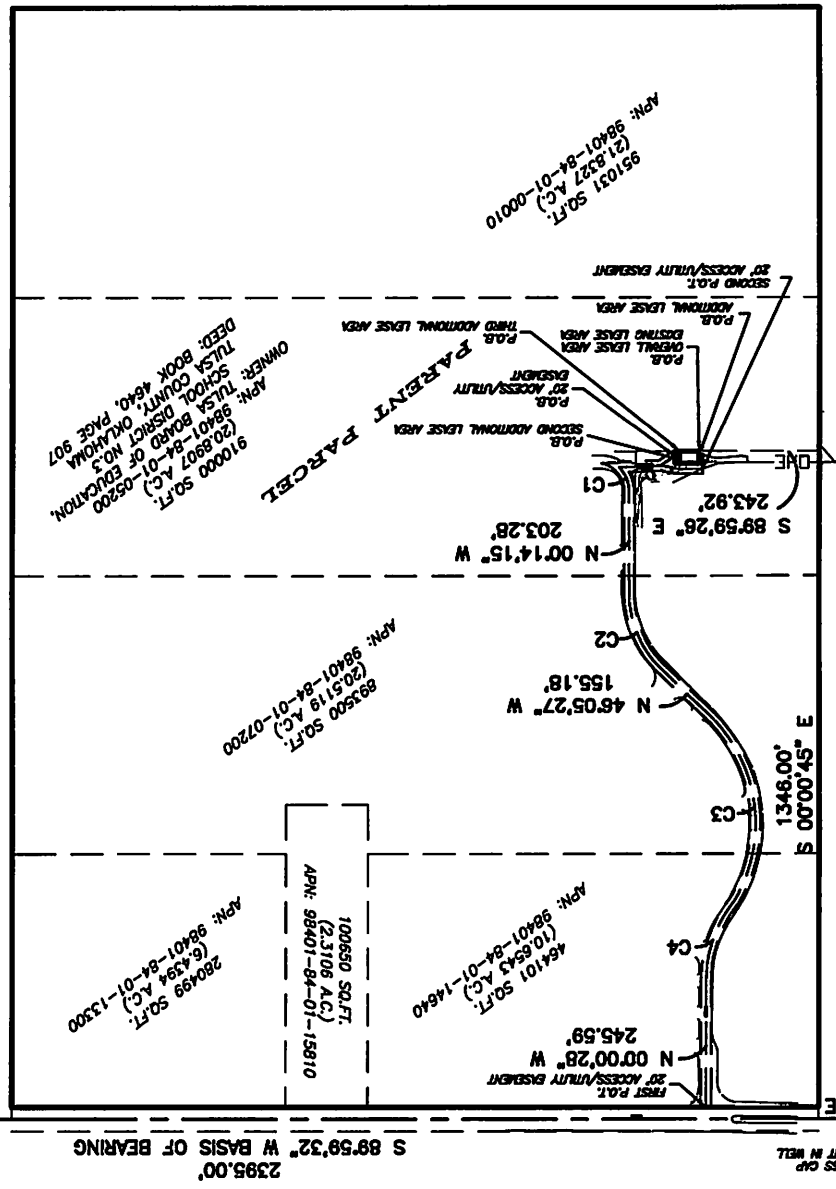 SS CAP
T IN WELL
2395.00'
S 89°59'32" W BASIS OF BEARING
FIRST P.O.T.
20' ACCESS/UTILITY EASEMENT
N 00°00'28" W
245.59'
C4
464101 SQ.FT.
(10.6543 A.C.)
APN: 98401-84-01-14640
100650 SQ.FT.
(2.3106 A.C.)
APN: 98401-84-01-15810
280499 SQ.FT.
(6.4394 A.C.)
APN: 98401-84-01-13300
1346.00'
S 00°00'45" E
C3
N 46°05'27" W
155.18'
C2
893500 SQ.FT.
(20.5119 A.C.)
APN: 98401-84-01-07200
N 00°14'15" W
203.28'
S 89°59'26" E
243.92'
C1
P.O.B.
SECOND ADDITIONAL LEASE AREA
P.O.B.
20' ACCESS/UTILITY
EASEMENT
P.O.B.
THIRD ADDITIONAL LEASE AREA
P.O.B.
OVERALL LEASE AREA
EXISTING LEASE AREA
P.O.B.
ADDITIONAL LEASE AREA
SECOND P.O.T.
20' ACCESS/UTILITY EASEMENT
PARENT PARCEL
910000 SQ.FT.
(20.8907 A.C.)
APN: 98401-84-01-05200
OWNER: TULSA BOARD OF EDUCATION,
SCHOOL DISTRICT NO.3
TULSA COUNTY, OKLAHOMA
DEED: BOOK 4640, PAGE 907
951031 SQ.FT.
(21.8327 A.C.)
APN: 98401-84-01-00010